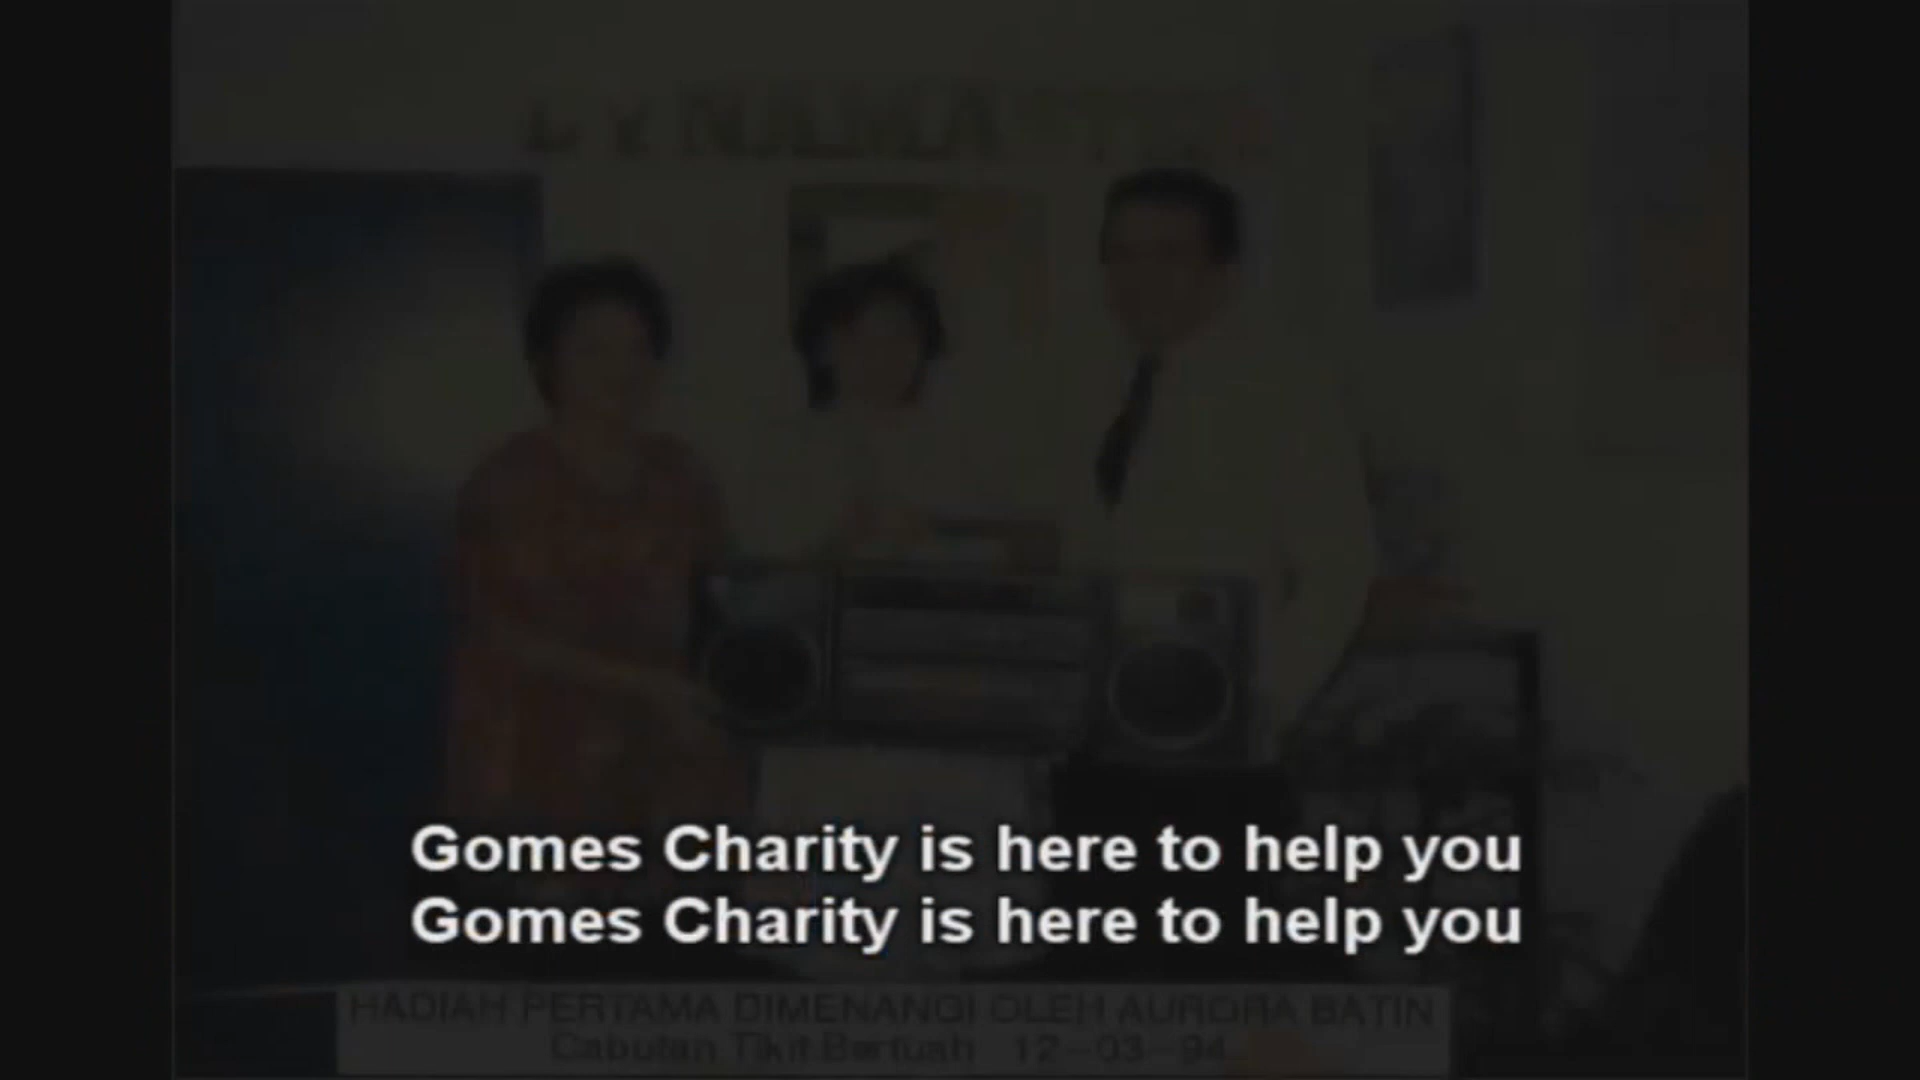 Gomes Charity is here to help you
Gomes Charity is here to help you
HADIAH PERTAMA DIMENANGI OLEH AURORA BATIN
Cabutan Tikit Bertuah 12-03-94